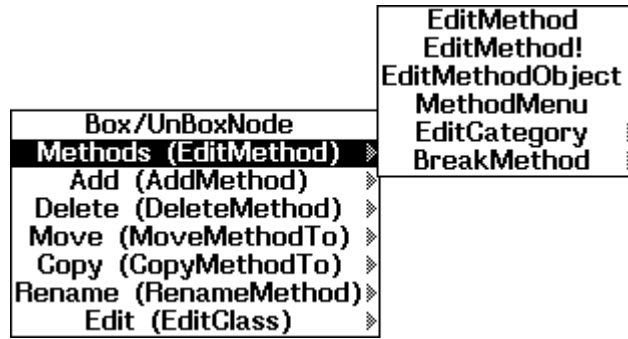 EditMethod
EditMethod!
EditMethodObject
MethodMenu
EditCategory
BreakMethod
Box/UnBoxNode
Methods (EditMethod)
Add (AddMethod)
Delete (DeleteMethod)
Move (MoveMethodTo)
Copy (CopyMethodTo)
Rename (RenameMethod)
Edit (EditClass)